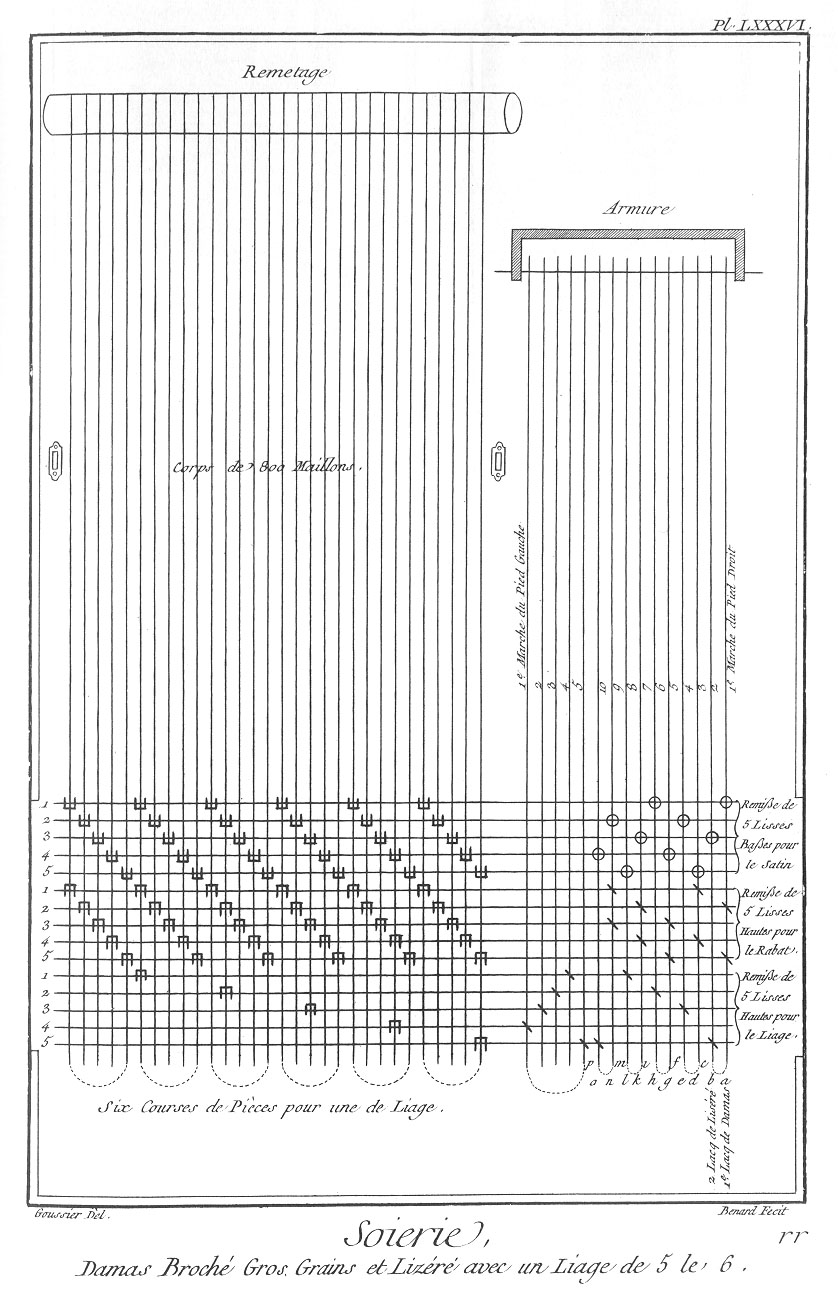 Pl. LXXXVI.
Remetage
Armure
Corps de 800 Maillons.
1.e Marche du Pied Gauche
2
3
4
5
10
9
8
7
6
5
4
3
2
1.e Marche du Pied Droit
1
2
3
4
5
1
2
3
4
5
1
2
3
4
5
Remiße de
5 Lisses
Baßes pour
le Satin
Remiße de
5 Lisses
Hautes pour
le Rabat.
Remiße de
5 Lisses
Hautes pour
le Liage.
p m i f c
o n l k h g e d b a
2 Lacq de Liséré
1.e Lacq de Damas
Six Courses de Pièces pour une de Liage.
Goussier Del.
Benard Fecit
Soierie,
rr
Damas Broché Gros. Grains et Lizéré avec un Liage de 5 le 6.